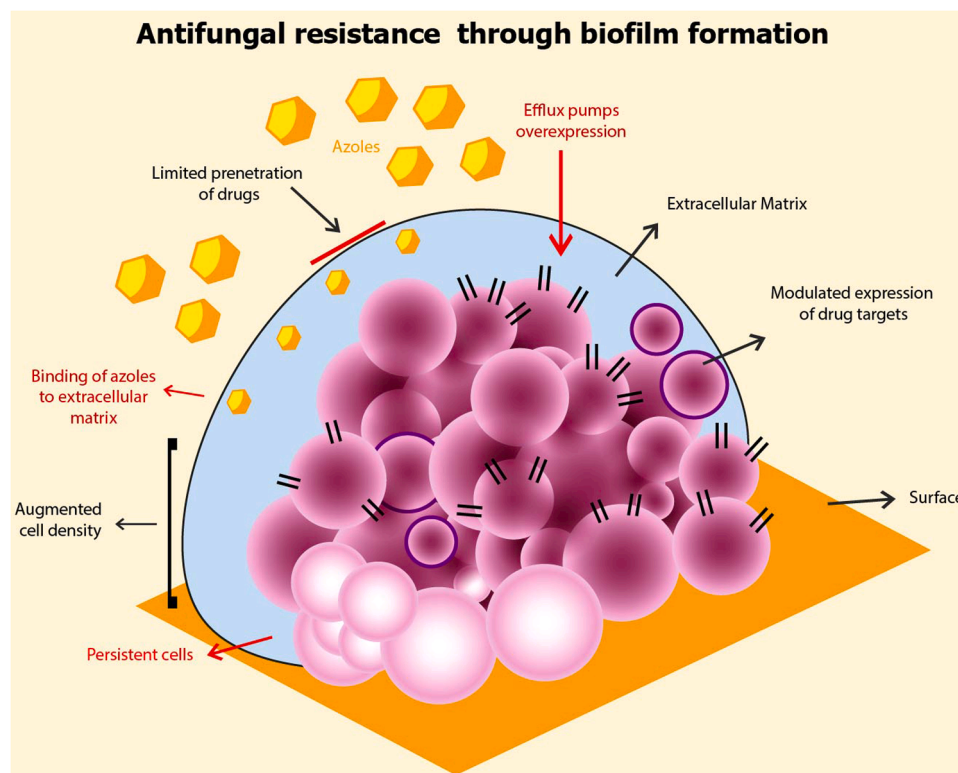 Antifungal resistance through biofilm formation
Efflux pumps
overexpression
Azoles
Limited prenetration
of drugs
Extracellular Matrix
Modulated expression
of drug targets
Binding of azoles
to extracellular
matrix
Augmented
cell density
Surface
Persistent cells